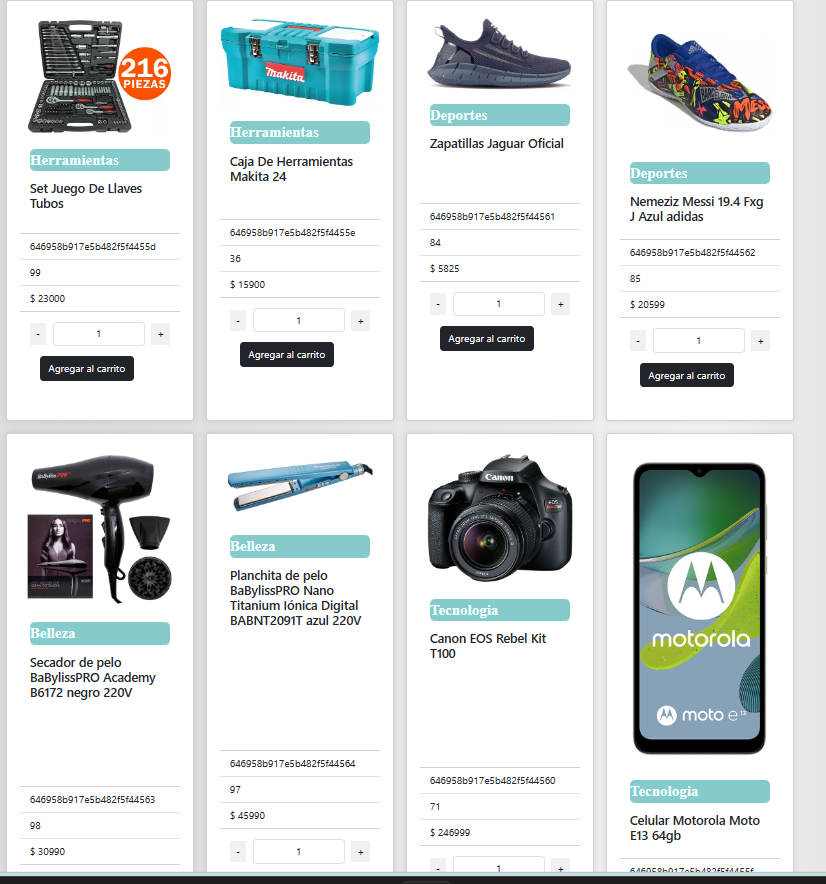 216
PIEZAS
Herramientas
Set Juego De Llaves
Tubos
646958b917e5b482f5f4455d
99
$ 23000
- 1 +
Agregar al carrito
makita
Herramientas
Caja De Herramientas
Makita 24
646958b917e5b482f5f4455e
36
$ 15900
- 1 +
Agregar al carrito
Deportes
Zapatillas Jaguar Oficial
646958b917e5b482f5f44561
84
$ 5825
- 1 +
Agregar al carrito
Deportes
Nemeziz Messi 19.4 Fxg
J Azul adidas
646958b917e5b482f5f44562
85
$ 20599
- 1 +
Agregar al carrito
Belleza
Secador de pelo
BaBylissPRO Academy
B6172 negro 220V
646958b917e5b482f5f44563
98
$ 30990
Belleza
Planchita de pelo
BaBylissPRO Nano
Titanium Iónica Digital
BABNT2091T azul 220V
646958b917e5b482f5f44564
97
$ 45990
- 1 +
Canon
EOS
Tecnologia
Canon EOS Rebel Kit
T100
646958b917e5b482f5f44560
71
$ 246999
- 1 +
motorola
moto e13
Tecnologia
Celular Motorola Moto
E13 64gb
646958b917e5b482f5f4455f